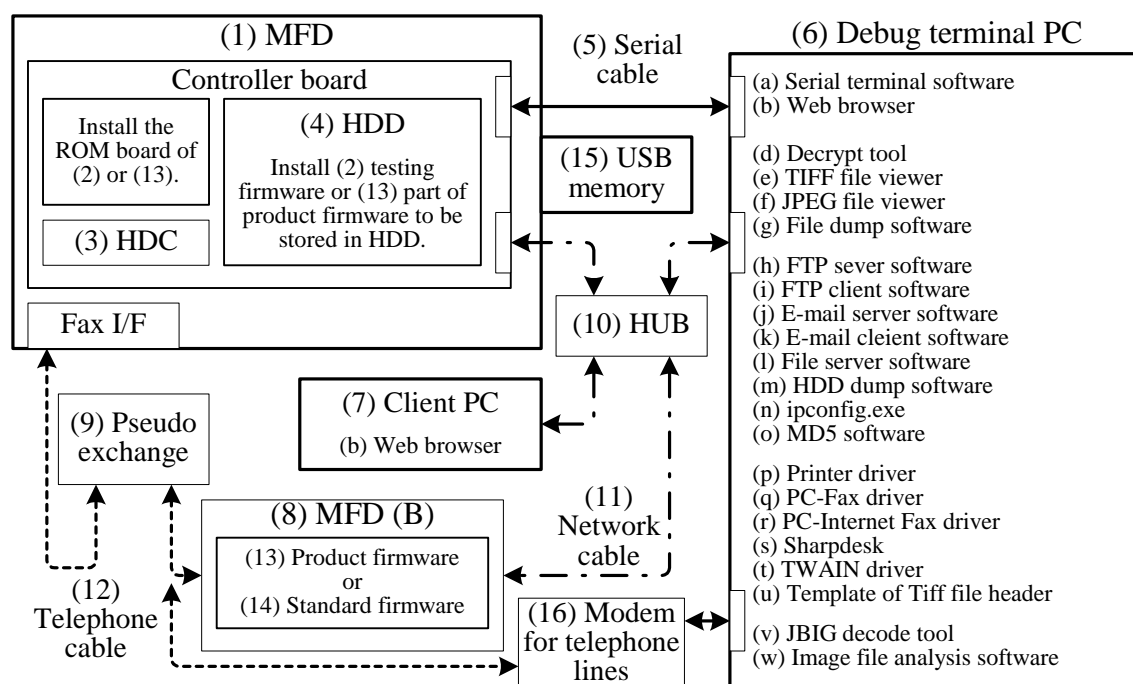 (1) MFD
Controller board
Install the
ROM board of
(2) or (13).
(3) HDC
(4) HDD
Install (2) testing
firmware or (13) part of
product firmware to be
stored in HDD.
Fax I/F
(5) Serial
cable
(15) USB
memory
(10) HUB
(7) Client PC
(b) Web browser
(9) Pseudo
exchange
(8) MFD (B)
(13) Product firmware
or
(14) Standard firmware
(11)
Network
cable
(12)
Telephone
cable
(16) Modem
for telephone
lines
(6) Debug terminal PC
(a) Serial terminal software
(b) Web browser
(d) Decrypt tool
(e) TIFF file viewer
(f) JPEG file viewer
(g) File dump software
(h) FTP sever software
(i) FTP client software
(j) E-mail server software
(k) E-mail cleient software
(l) File server software
(m) HDD dump software
(n) ipconfig.exe
(o) MD5 software
(p) Printer driver
(q) PC-Fax driver
(r) PC-Internet Fax driver
(s) Sharpdesk
(t) TWAIN driver
(u) Template of Tiff file header
(v) JBIG decode tool
(w) Image file analysis software